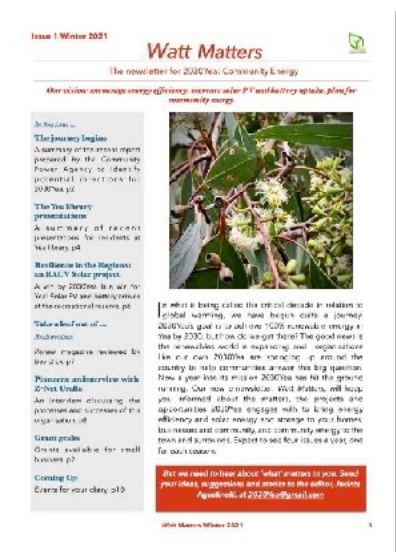 Issue 1 Winter 2021
Watt Matters
The newsletter for 2030Yea: Community Energy
Our vision: encourage energy efficiency, increase solar PV and battery uptake, plan for
community energy.
In this issue ...
The journey begins
A summary of the recent report
prepared by the Community
Power Agency to identify
potential directions for
2030Yea. p2
The Yea library
presentations
A summary of recent
presentations for residents at
Yea library. p4
Resilience in the Regions:
an RACV Solar project
A win by 2030Yea is a win for
Yea! Solar PV and battery arrives
at the recreational reserve. p6
Take a leaf out of ...
Renew magazine reviewed by
p7
Pioneers: an interview with
Z-Net Uralla
An interview discussing the
processes and successes of this
organisation. p8
Grant grabs
Grants available for small
business. p9
Coming Up
Events for your diary. p10
In what is being called the critical decade in relation to
global warming, we have begun quite a journey.
2030Yea's goal is to achieve 100% renewable energy in
Yea by 2030, but how do we get there? The good news is
the renewables world is expanding and organisations
like our own 2030Yea are springing up around the
country to help communities answer this big question.
Now a year into its mission 2030Yea has hit the ground
running. Our new e-newsletter, Watt Matters, will keep
you informed about the matters, the projects and
opportunities 2030Yea engages with to bring energy
efficiency and solar energy and storage to your homes,
businesses and community, and community energy to the
town and surrounds. Expect to see four issues a year, one
for each season.
But we need to hear about 'what' matters to you. Send
your ideas, suggestions and stories to the editor, Jacinta
Agostinelli, at 2030Yea@gmail.com
Watt Matters Winter 2021
1